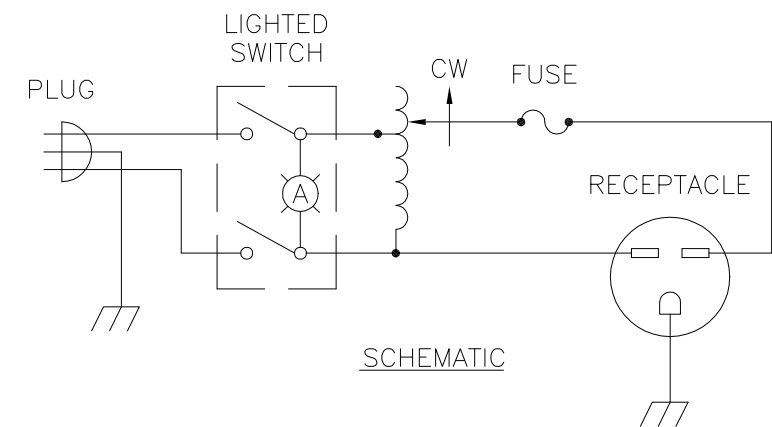 LIGHTED
SWITCH
CW
FUSE
PLUG
RECEPTACLE
A
SCHEMATIC